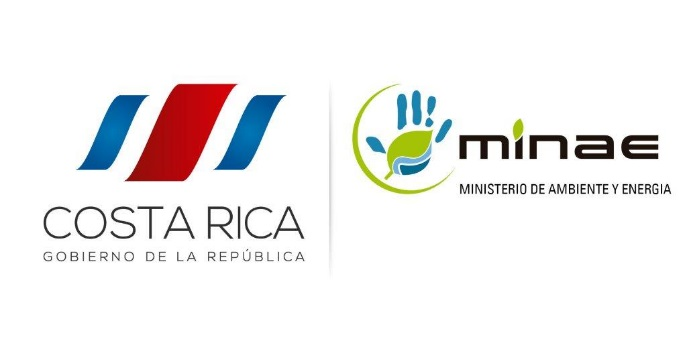 COSTA RICA
GOBIERNO DE LA REPÚBLICA
minae
MINISTERIO DE AMBIENTE Y ENERGIA